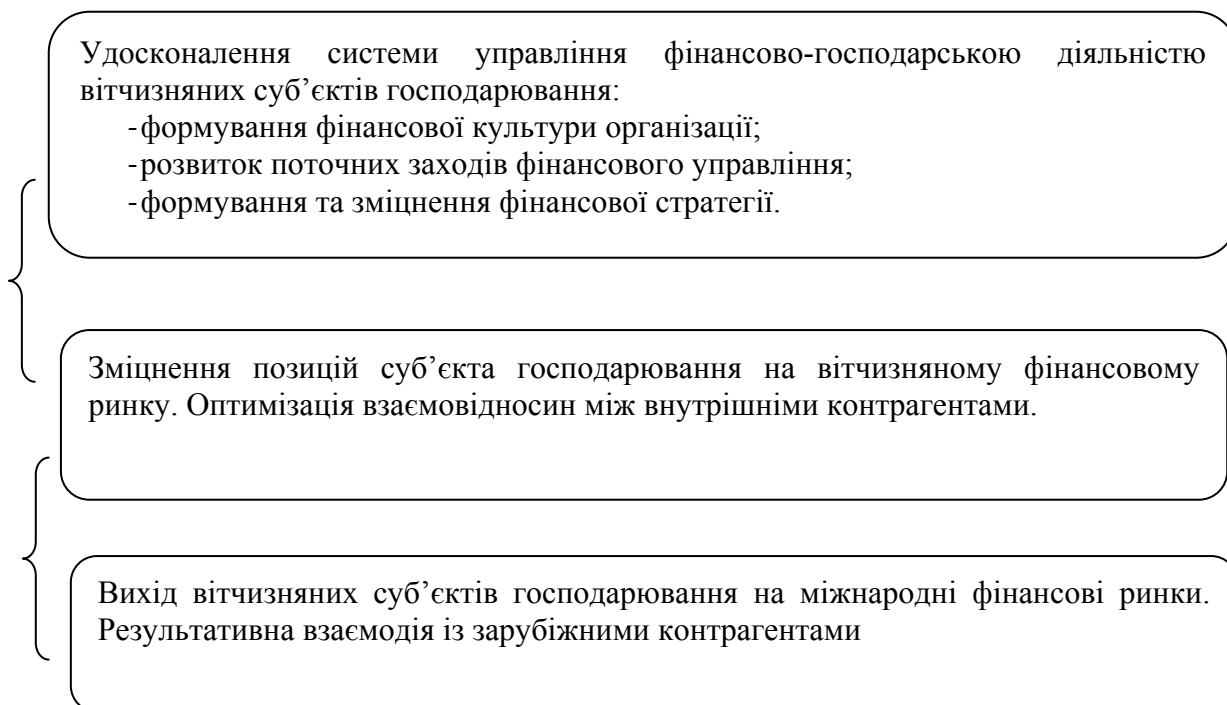 Удосконалення системи управління фінансово-господарською діяльністю
вітчизняних суб’єктів господарювання:
-формування фінансової культури організації;
-розвиток поточних заходів фінансового управління;
-формування та зміцнення фінансової стратегії.
Зміцнення позицій суб’єкта господарювання на вітчизняному фінансовому
ринку. Оптимізація взаємовідносин між внутрішніми контрагентами.
Вихід вітчизняних суб’єктів господарювання на міжнародні фінансові ринки.
Результативна взаємодія із зарубіжними контрагентами